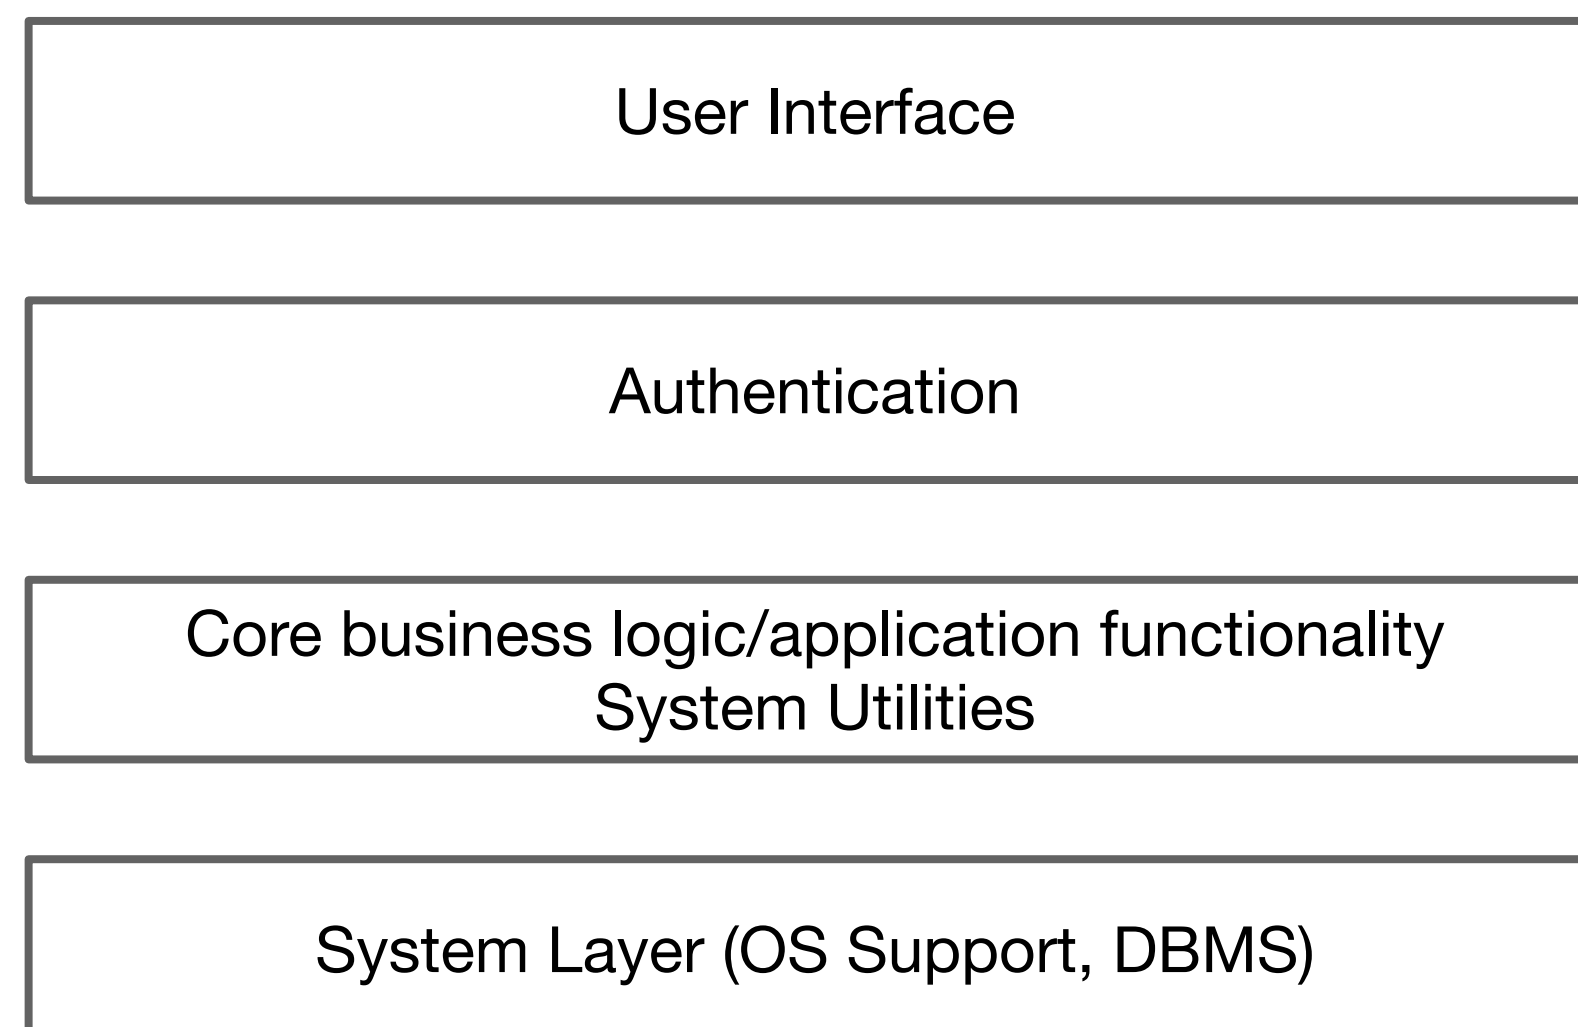 User Interface
Authentication
Core business logic/application functionality
System Utilities
System Layer (OS Support, DBMS)